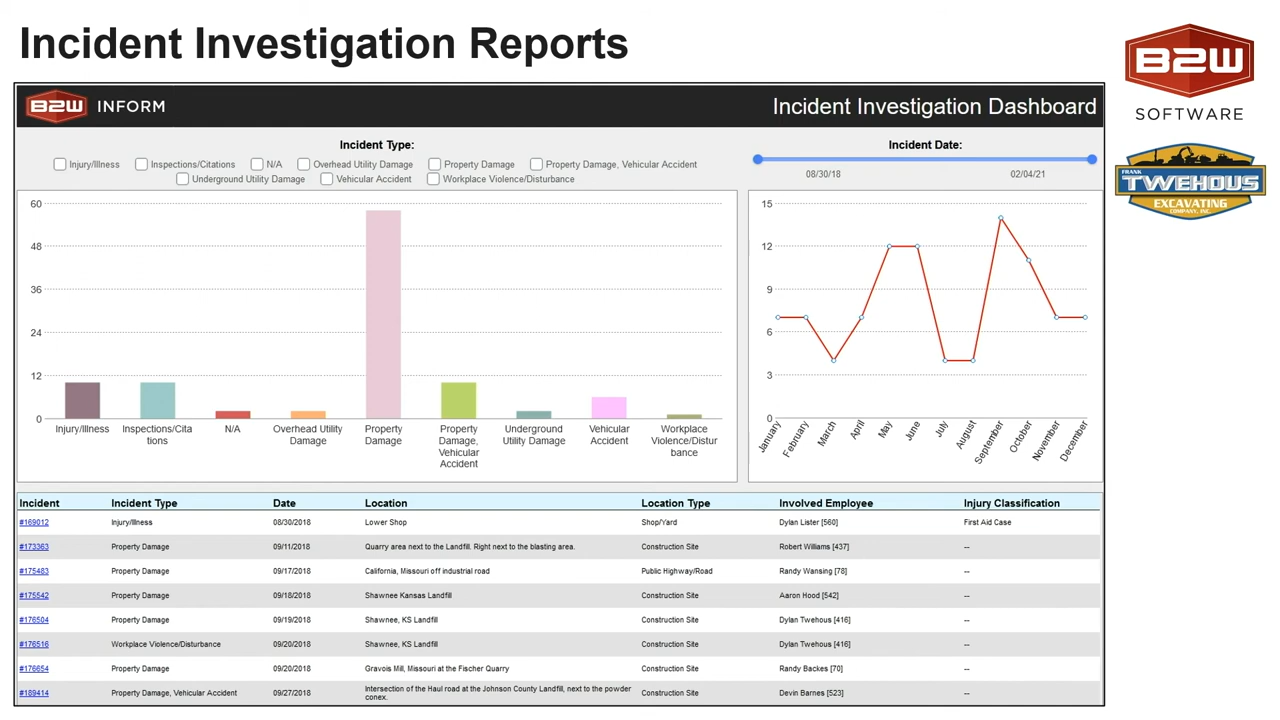 Incident Investigation Reports
B2W
SOFTWARE
FRANK
TWEHOUS
EXCAVATING
COMPANY, INC.
B2W INFORM
Incident Investigation Dashboard
Incident Type:
Injury/Illness Inspections/Citations N/A Overhead Utility Damage Property Damage Property Damage, Vehicular Accident
Underground Utility Damage Vehicular Accident Workplace Violence/Disturbance
Incident Date:
08/30/18 02/04/21
60
48
36
24
12
0
Injury/Illness Inspections/Cita N/A Overhead Utility Property Property Underground Vehicular Workplace
tions Damage Damage Damage, Utility Damage Accident Violence/Distur
Vehicular bance
Accident
15
12
9
6
3
0
January February March April May June July August September October November December
Incident Incident Type Date Location Location Type Involved Employee Injury Classification
#169012 Injury/Illness 08/30/2018 Lower Shop Shop/Yard Dylan Lister [560] First Aid Case
#173363 Property Damage 09/11/2018 Quarry area next to the Landfill. Right next to the blasting area. Construction Site Robert Williams [437] --
#175483 Property Damage 09/17/2018 California, Missouri off industrial road Public Highway/Road Randy Wansing [78] --
#175542 Property Damage 09/18/2018 Shawnee Kansas Landfill Construction Site Aaron Hood [542] --
#176504 Property Damage 09/19/2018 Shawnee, KS Landfill Construction Site Dylan Twehous [416] --
#176516 Workplace Violence/Disturbance 09/20/2018 Shawnee, KS Landfill Construction Site Dylan Twehous [416] --
#176654 Property Damage 09/20/2018 Gravois Mill, Missouri at the Fischer Quarry Construction Site Randy Backes [70] --
#189414 Property Damage, Vehicular Accident 09/27/2018 Intersection of the Haul road at the Johnson County Landfill, next to the powder Construction Site Devin Barnes [523] --
conex.